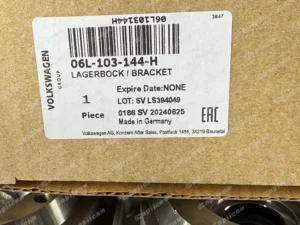 06L103144H
3847
VOLKSWAGEN
GROUP
06L-103-144-H
LAGERBOCK / BRACKET
Expire Date:NONE
1
LOT: SV LS394049
Piece
0186 SV 20240625
Made in Germany
EAC
Volkswagen AG, Konzern After Sales, Postfach 1461, 34219 Baunatal